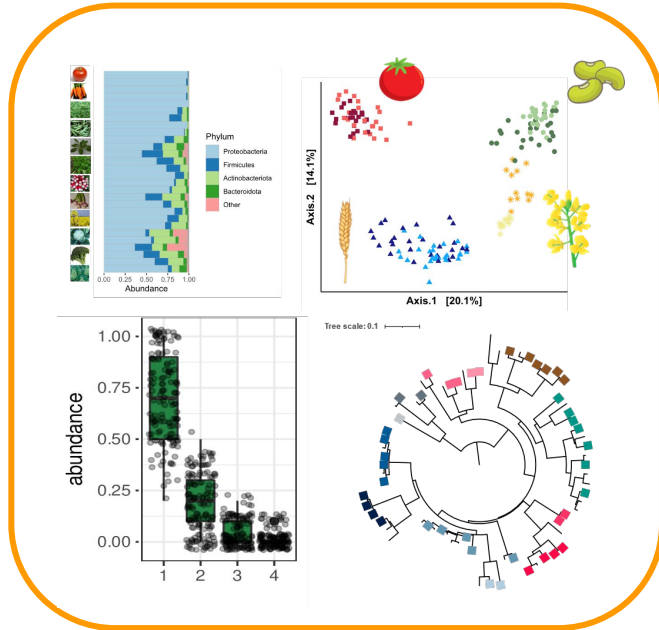 Phylum
Proteobacteria
Firmicutes
Actinobacteriota
Bacteroidota
Other
0.00 0.25 0.50 0.75 1.00
Abundance
Axis.2 [14.1%]
Axis.1 [20.1%]
1.00
0.75
0.50
0.25
0.00
abundance
1 2 3 4
Tree scale: 0.1